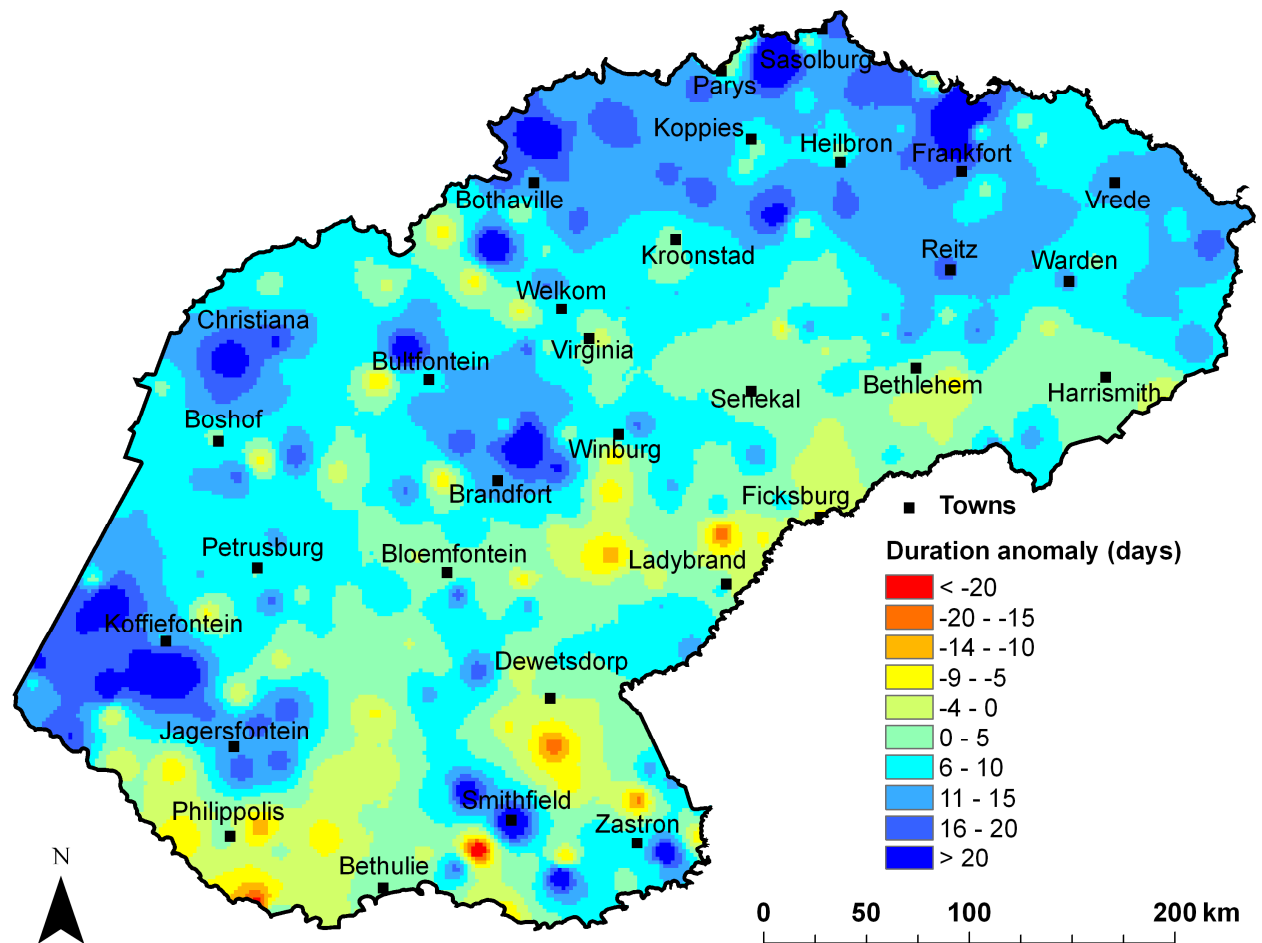 Sasolburg
Parys
Koppies
Heilbron
Frankfort
Bothaville
Vrede
Kroonstad
Reitz
Warden
Welkom
Christiana
Virginia
Bultfontein
Bethlehem
Harrismith
Senekal
Boshof
Winburg
Brandfort
Ficksburg
Towns
Petrusburg
Bloemfontein
Ladybrand
Duration anomaly (days)
< -20
-20 - -15
-14 - -10
-9 - -5
-4 - 0
0 - 5
6 - 10
11 - 15
16 - 20
> 20
Koffiefontein
Dewetsdorp
Jagersfontein
Philippolis
Smithfield
Zastron
Bethulie
N
0 50 100 200 km